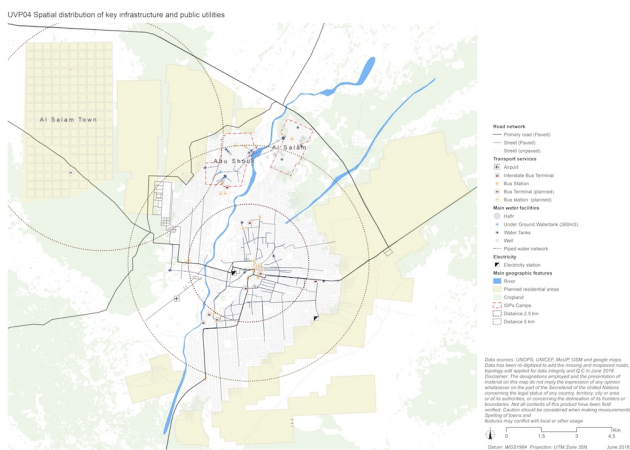 UVP04 Spatial distribution of key infrastructure and public utilities
Al Salam Town
Abu Shouk
Al Salam
Road network
Primary road (Paved)
Street (Paved)
Street (unpaved)
Transport services
Airport
Interstate Bus Terminal
Bus Station
Bus Terminal (planned)
Bus station (planned)
Main water facilities
Hafir
Under Ground Watertank (360m3)
Water Tanks
Well
Piped water network
Electricity
Electricity station
Main geographic features
River
Planned residential areas
Cropland
IDPs Camps
Distance 2.5 km
Distance 5 km
Data sources: UNOPS, UNICEF, MoUP, OSM and google maps.
Data has been re-digitized to add the missing and misplaced roads,
topology still applied for data integrity and Q.C in June 2018.
Disclaimer: The designations employed and the presentation of
material on this map do not imply the expression of any opinion
whatsoever on the part of the Secretariat of the United Nations
concerning the legal status of any country, territory, city or area
or of its authorities, or concerning the delineation of its frontiers or
boundaries. Not all contents of this product have been field
verified. Caution should be considered when making measurements.
Spelling of towns and
features may conflict with local or other usage
0 1,5 3 4,5 Km
Datum: WGS1984 Projection: UTM Zone 35N June 2018